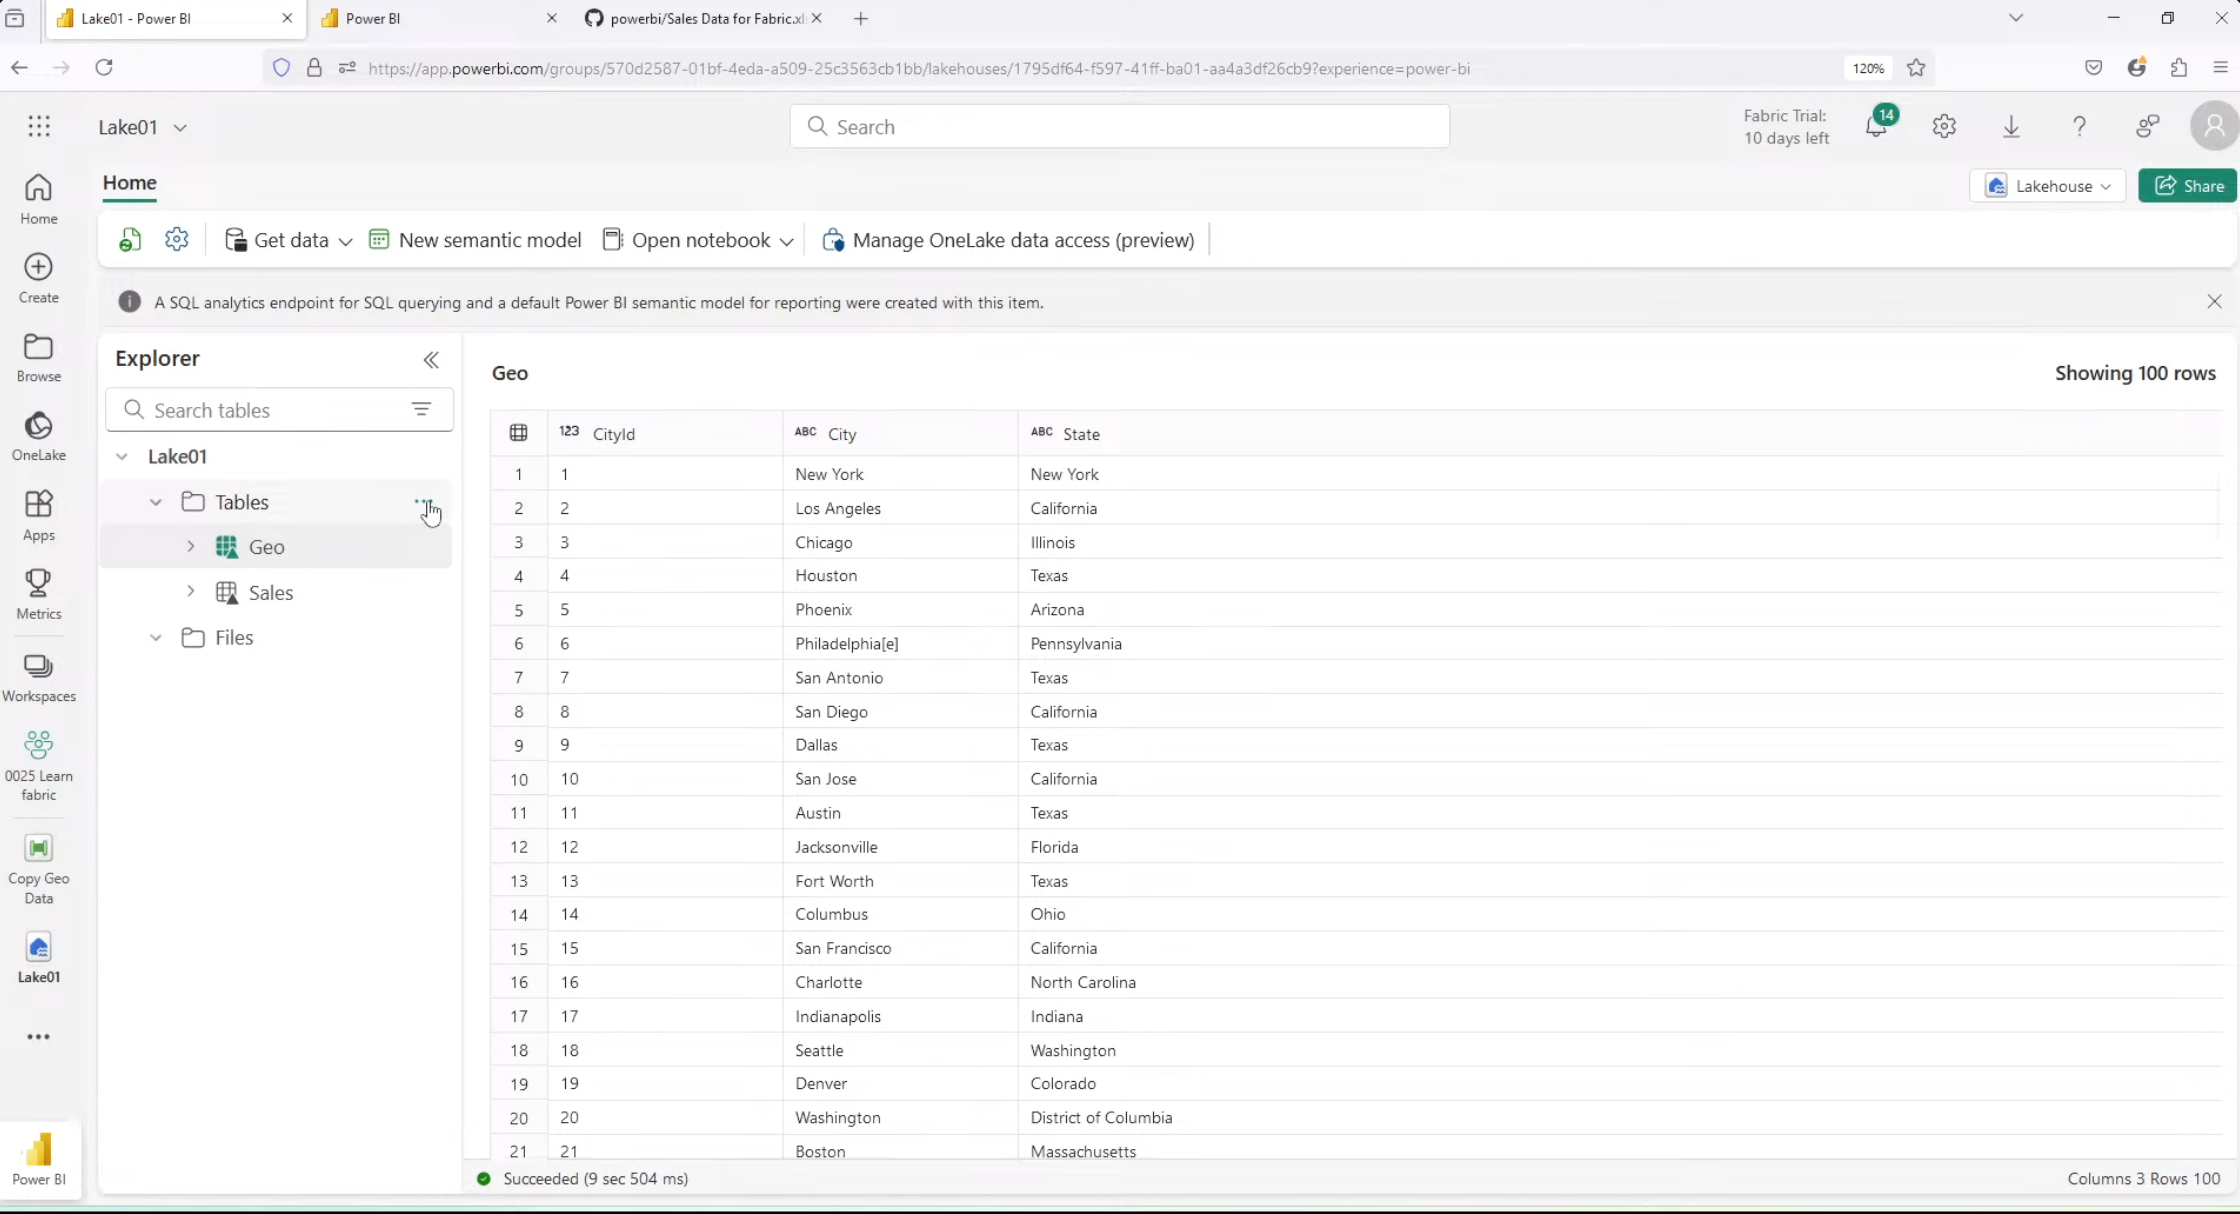 Lake01 - Power BI
Power BI
powerbi/Sales Data for Fabric.xl
https://app.powerbi.com/groups/570d2587-01bf-4eda-a509-25c3563cb1bb/lakehouses/1795df64-f597-41ff-ba01-aa4a3df26cb9?experience=power-bi
120%
Lake01
Search
Fabric Trial:
10 days left
14
Home
Lakehouse
Share
Get data
New semantic model
Open notebook
Manage OneLake data access (preview)
A SQL analytics endpoint for SQL querying and a default Power BI semantic model for reporting were created with this item.
Home
Create
Browse
OneLake
Apps
Metrics
Workspaces
0025 Learn
fabric
Copy Geo
Data
Lake01
Power BI
Explorer
Search tables
Lake01
Tables
Geo
Sales
Files
Geo
Showing 100 rows
123 CityId ABC City ABC State
1 1 New York New York
2 2 Los Angeles California
3 3 Chicago Illinois
4 4 Houston Texas
5 5 Phoenix Arizona
6 6 Philadelphia[e] Pennsylvania
7 7 San Antonio Texas
8 8 San Diego California
9 9 Dallas Texas
10 10 San Jose California
11 11 Austin Texas
12 12 Jacksonville Florida
13 13 Fort Worth Texas
14 14 Columbus Ohio
15 15 San Francisco California
16 16 Charlotte North Carolina
17 17 Indianapolis Indiana
18 18 Seattle Washington
19 19 Denver Colorado
20 20 Washington District of Columbia
21 21 Boston Massachusetts
Succeeded (9 sec 504 ms)
Columns 3 Rows 100